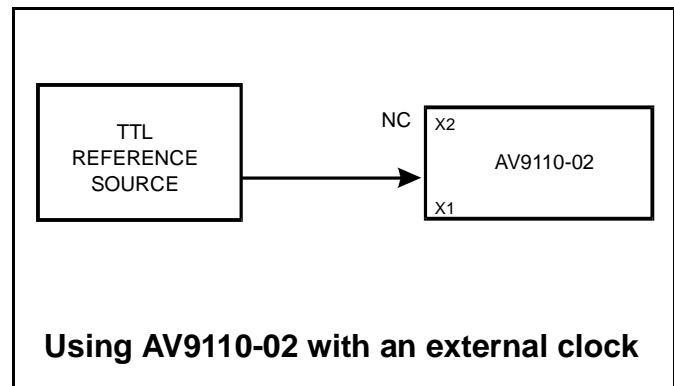 TTL
REFERENCE
SOURCE
NC
X2
AV9110-02
X1
Using AV9110-02 with an external clock